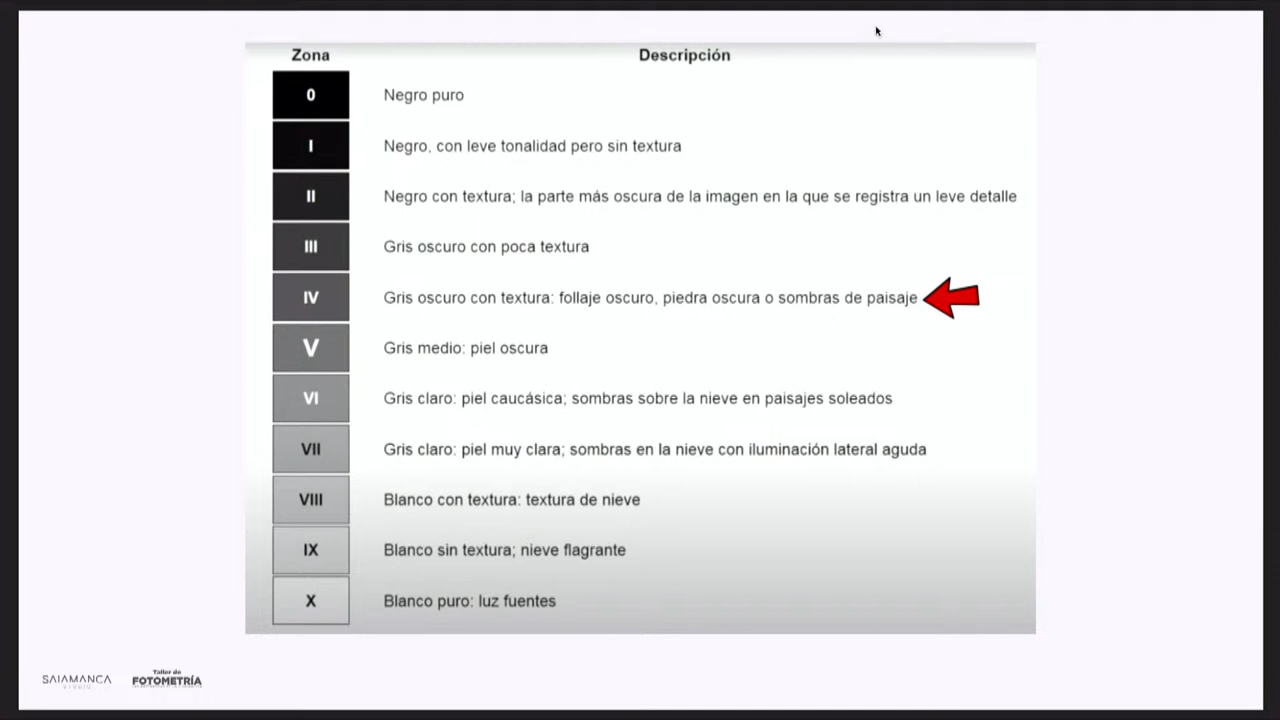 Zona Descripción
0 Negro puro
I Negro, con leve tonalidad pero sin textura
II Negro con textura; la parte más oscura de la imagen en la que se registra un leve detalle
III Gris oscuro con poca textura
IV Gris oscuro con textura: follaje oscuro, piedra oscura o sombras de paisaje
V Gris medio: piel oscura
VI Gris claro: piel caucásica; sombras sobre la nieve en paisajes soleados
VII Gris claro: piel muy clara; sombras en la nieve con iluminación lateral aguda
VIII Blanco con textura: textura de nieve
IX Blanco sin textura; nieve flagrante
X Blanco puro: luz fuentes
SALAMANCA
Taller de
FOTOMETRÍA